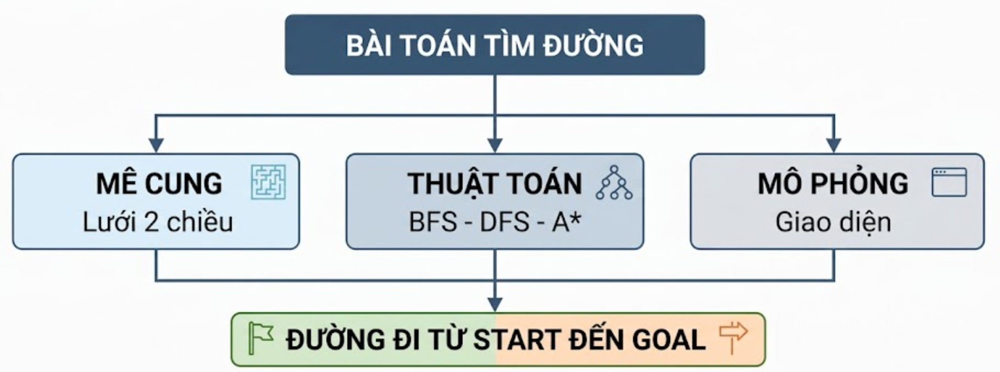 BÀI TOÁN TÌM ĐƯỜNG
MÊ CUNG
Lưới 2 chiều
THUẬT TOÁN
BFS - DFS - A*
MÔ PHỎNG
Giao diện
ĐƯỜNG ĐI TỪ START ĐẾN GOAL